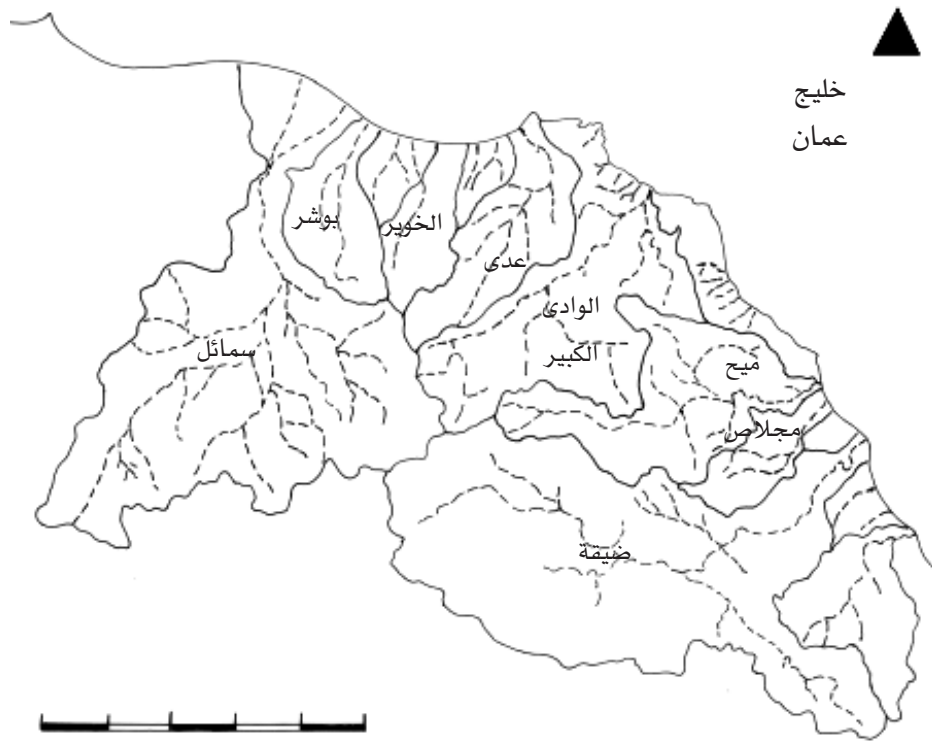 خليج
عمان
بوشر
الخوير
عدى
الوادى
الكبير
سمائل
ميح
مجلاص
ضيقة